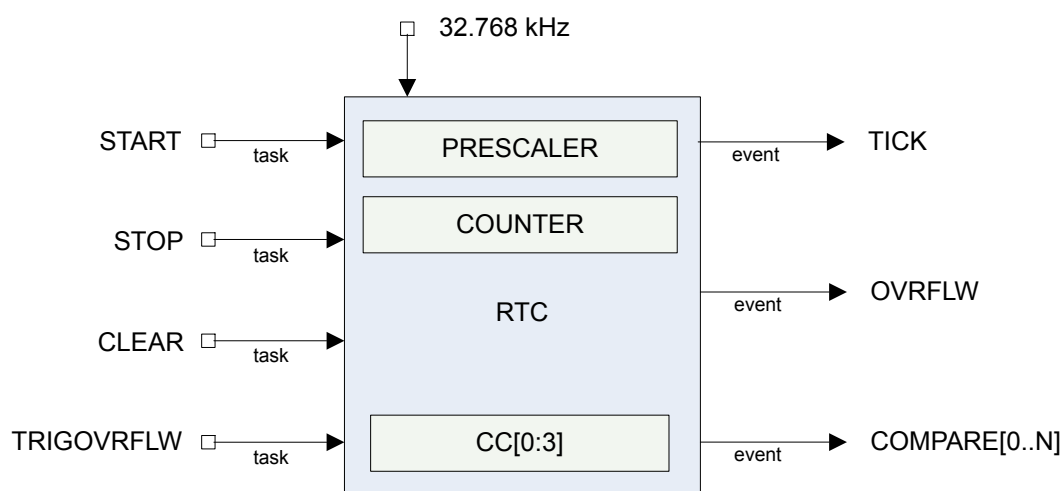 32.768 kHz
START
task
PRESCALER
event
TICK
STOP
task
COUNTER
RTC
event
OVRFLW
CLEAR
task
TRIGOVRFLW
task
CC[0:3]
event
COMPARE[0..N]